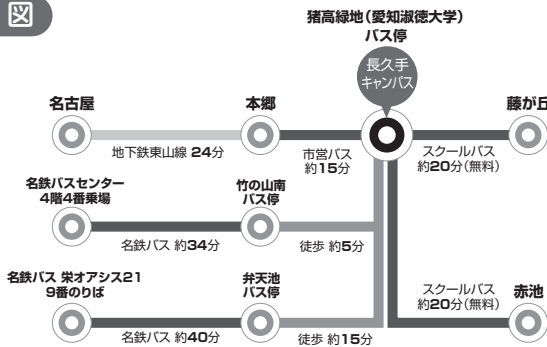 図
猪高緑地(愛知淑徳大学)
バス停
長久手
キャンパス
名古屋
本郷
藤が丘
地下鉄東山線 24分
市営バス
約15分
スクールバス
約20分(無料)
名鉄バスセンター
4階4番乗場
竹の山南
バス停
名鉄バス 約34分
徒歩 約5分
名鉄バス 栄オアシス21
9番のりば
弁天池
バス停
スクールバス
約20分(無料)
赤池
名鉄バス 約40分
徒歩 約15分